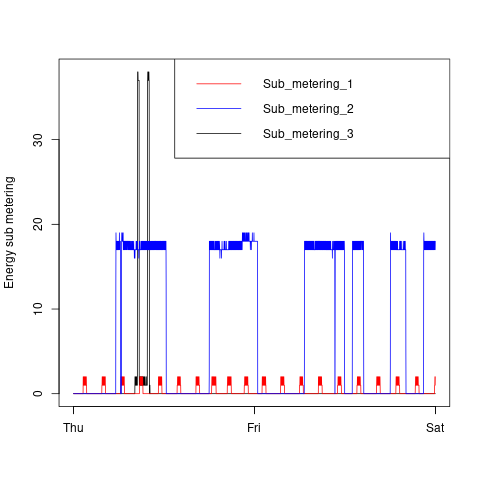 Sub_metering_1
Sub_metering_2
Sub_metering_3
Energy sub metering
30
20
10
0
Thu
Fri
Sat